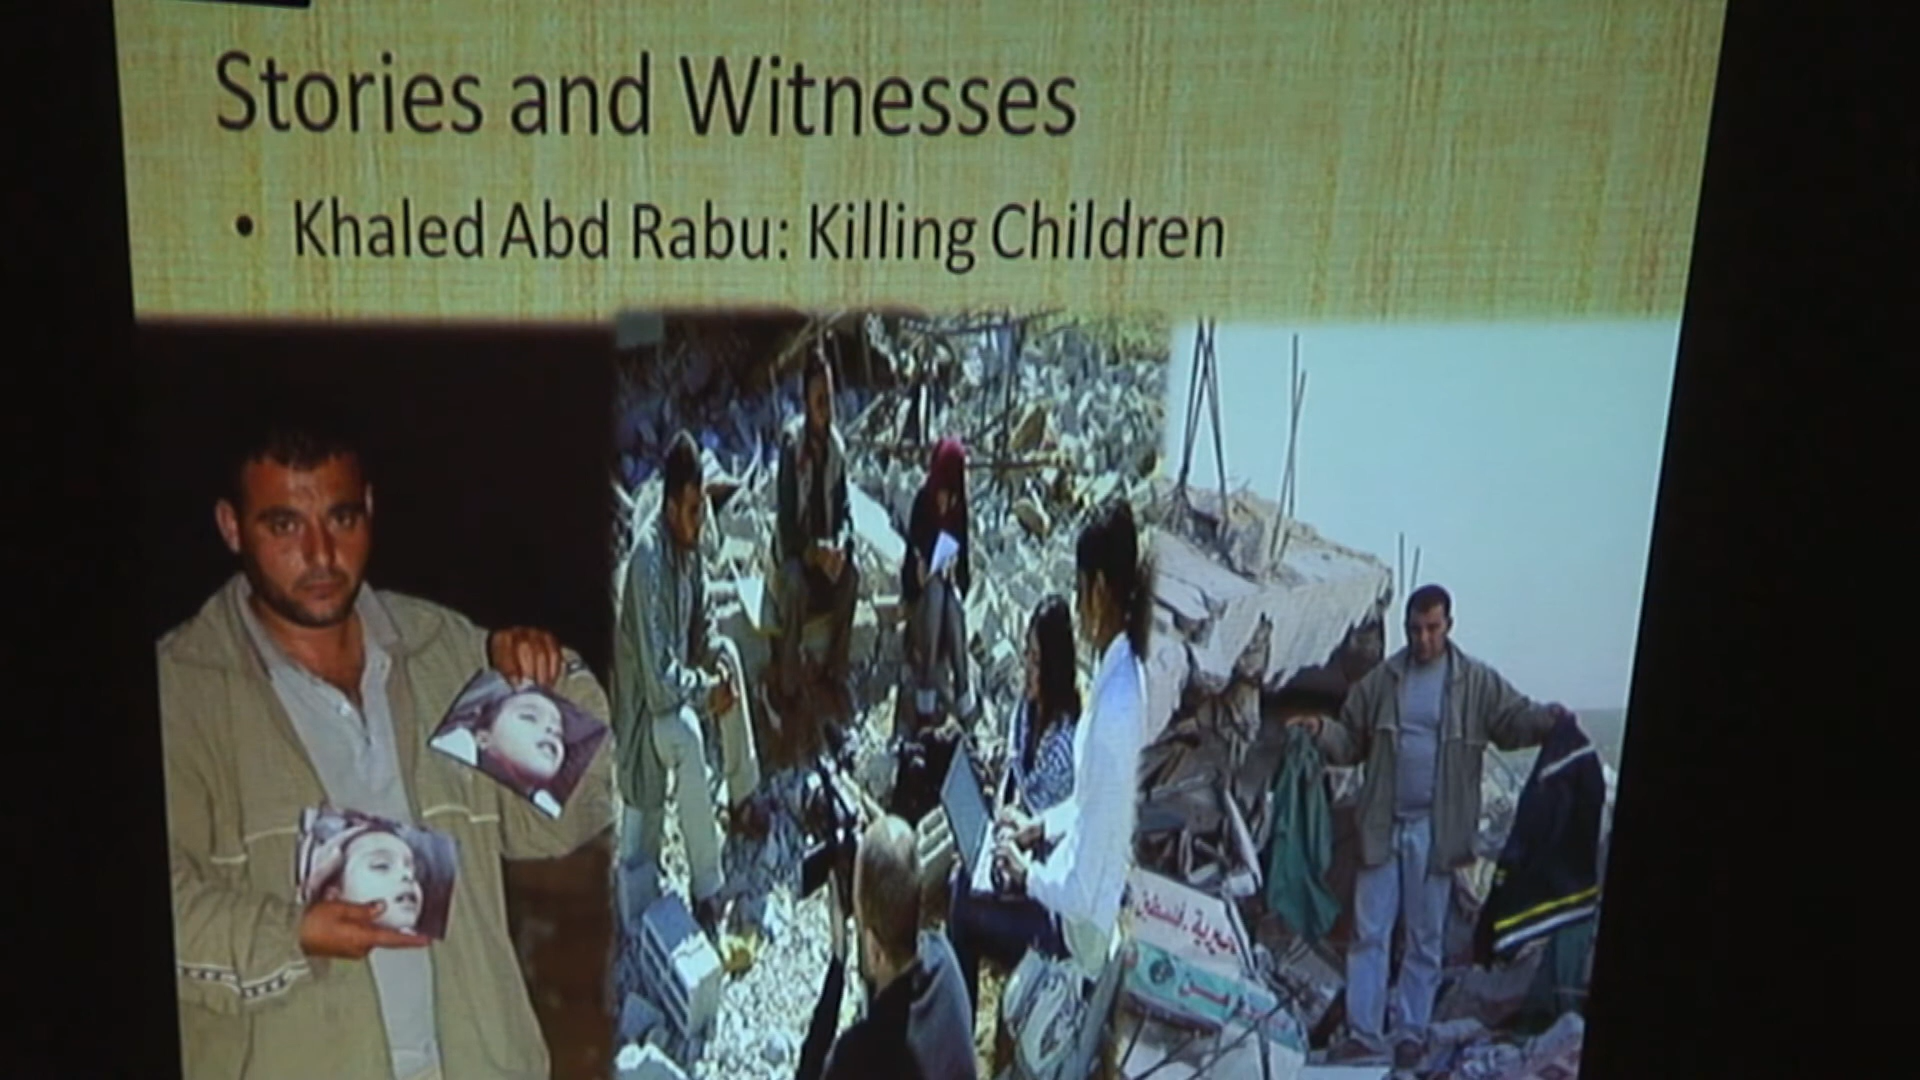 Stories and Witnesses
• Khaled Abd Rabu: Killing Children